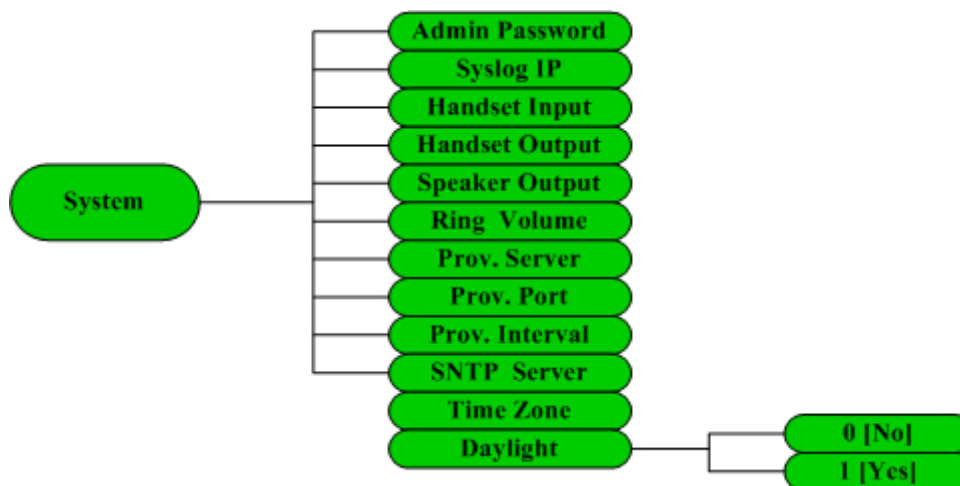 System
Admin Password
Syslog IP
Handset Input
Handset Output
Speaker Output
Ring Volume
Prov. Server
Prov. Port
Prov. Interval
SNTP Server
Time Zone
Daylight
0 [No]
1 [Yes]